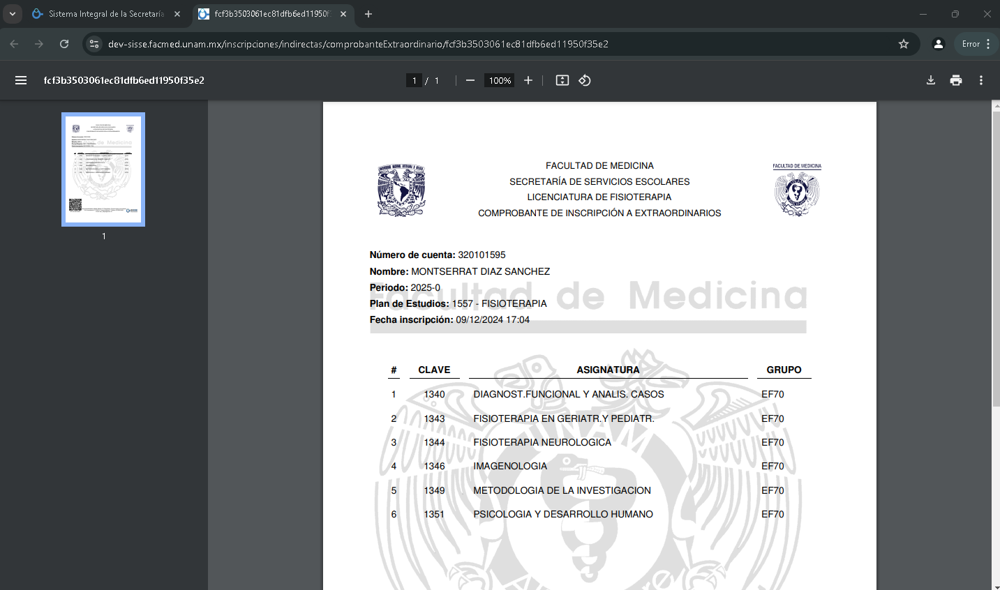 Sistema Integral de la Secretaría
fcf3b3503061ec81dfb6ed11950f
dev-sisse.facmed.unam.mx/inscripciones/indirectas/comprobanteExtraordinario/fcf3b3503061ec81dfb6ed11950f35e2
Error
fcf3b3503061ec81dfb6ed11950f35e2
1 / 1
100%
1
FACULTAD DE MEDICINA
SECRETARÍA DE SERVICIOS ESCOLARES
LICENCIATURA DE FISIOTERAPIA
COMPROBANTE DE INSCRIPCIÓN A EXTRAORDINARIOS
FACULTAD DE MEDICINA
Número de cuenta: 320101595
Nombre: MONTSERRAT DIAZ SANCHEZ
Periodo: 2025-0
Facultad de Medicina
Plan de Estudios: 1557 - FISIOTERAPIA
Fecha inscripción: 09/12/2024 17:04
# CLAVE ASIGNATURA GRUPO
1 1340 DIAGNOST.FUNCIONAL Y ANALIS. CASOS EF70
2 1343 FISIOTERAPIA EN GERIATR.Y PEDIATR. EF70
3 1344 FISIOTERAPIA NEUROLOGICA EF70
4 1346 IMAGENOLOGIA EF70
5 1349 METODOLOGIA DE LA INVESTIGACION EF70
6 1351 PSICOLOGIA Y DESARROLLO HUMANO EF70